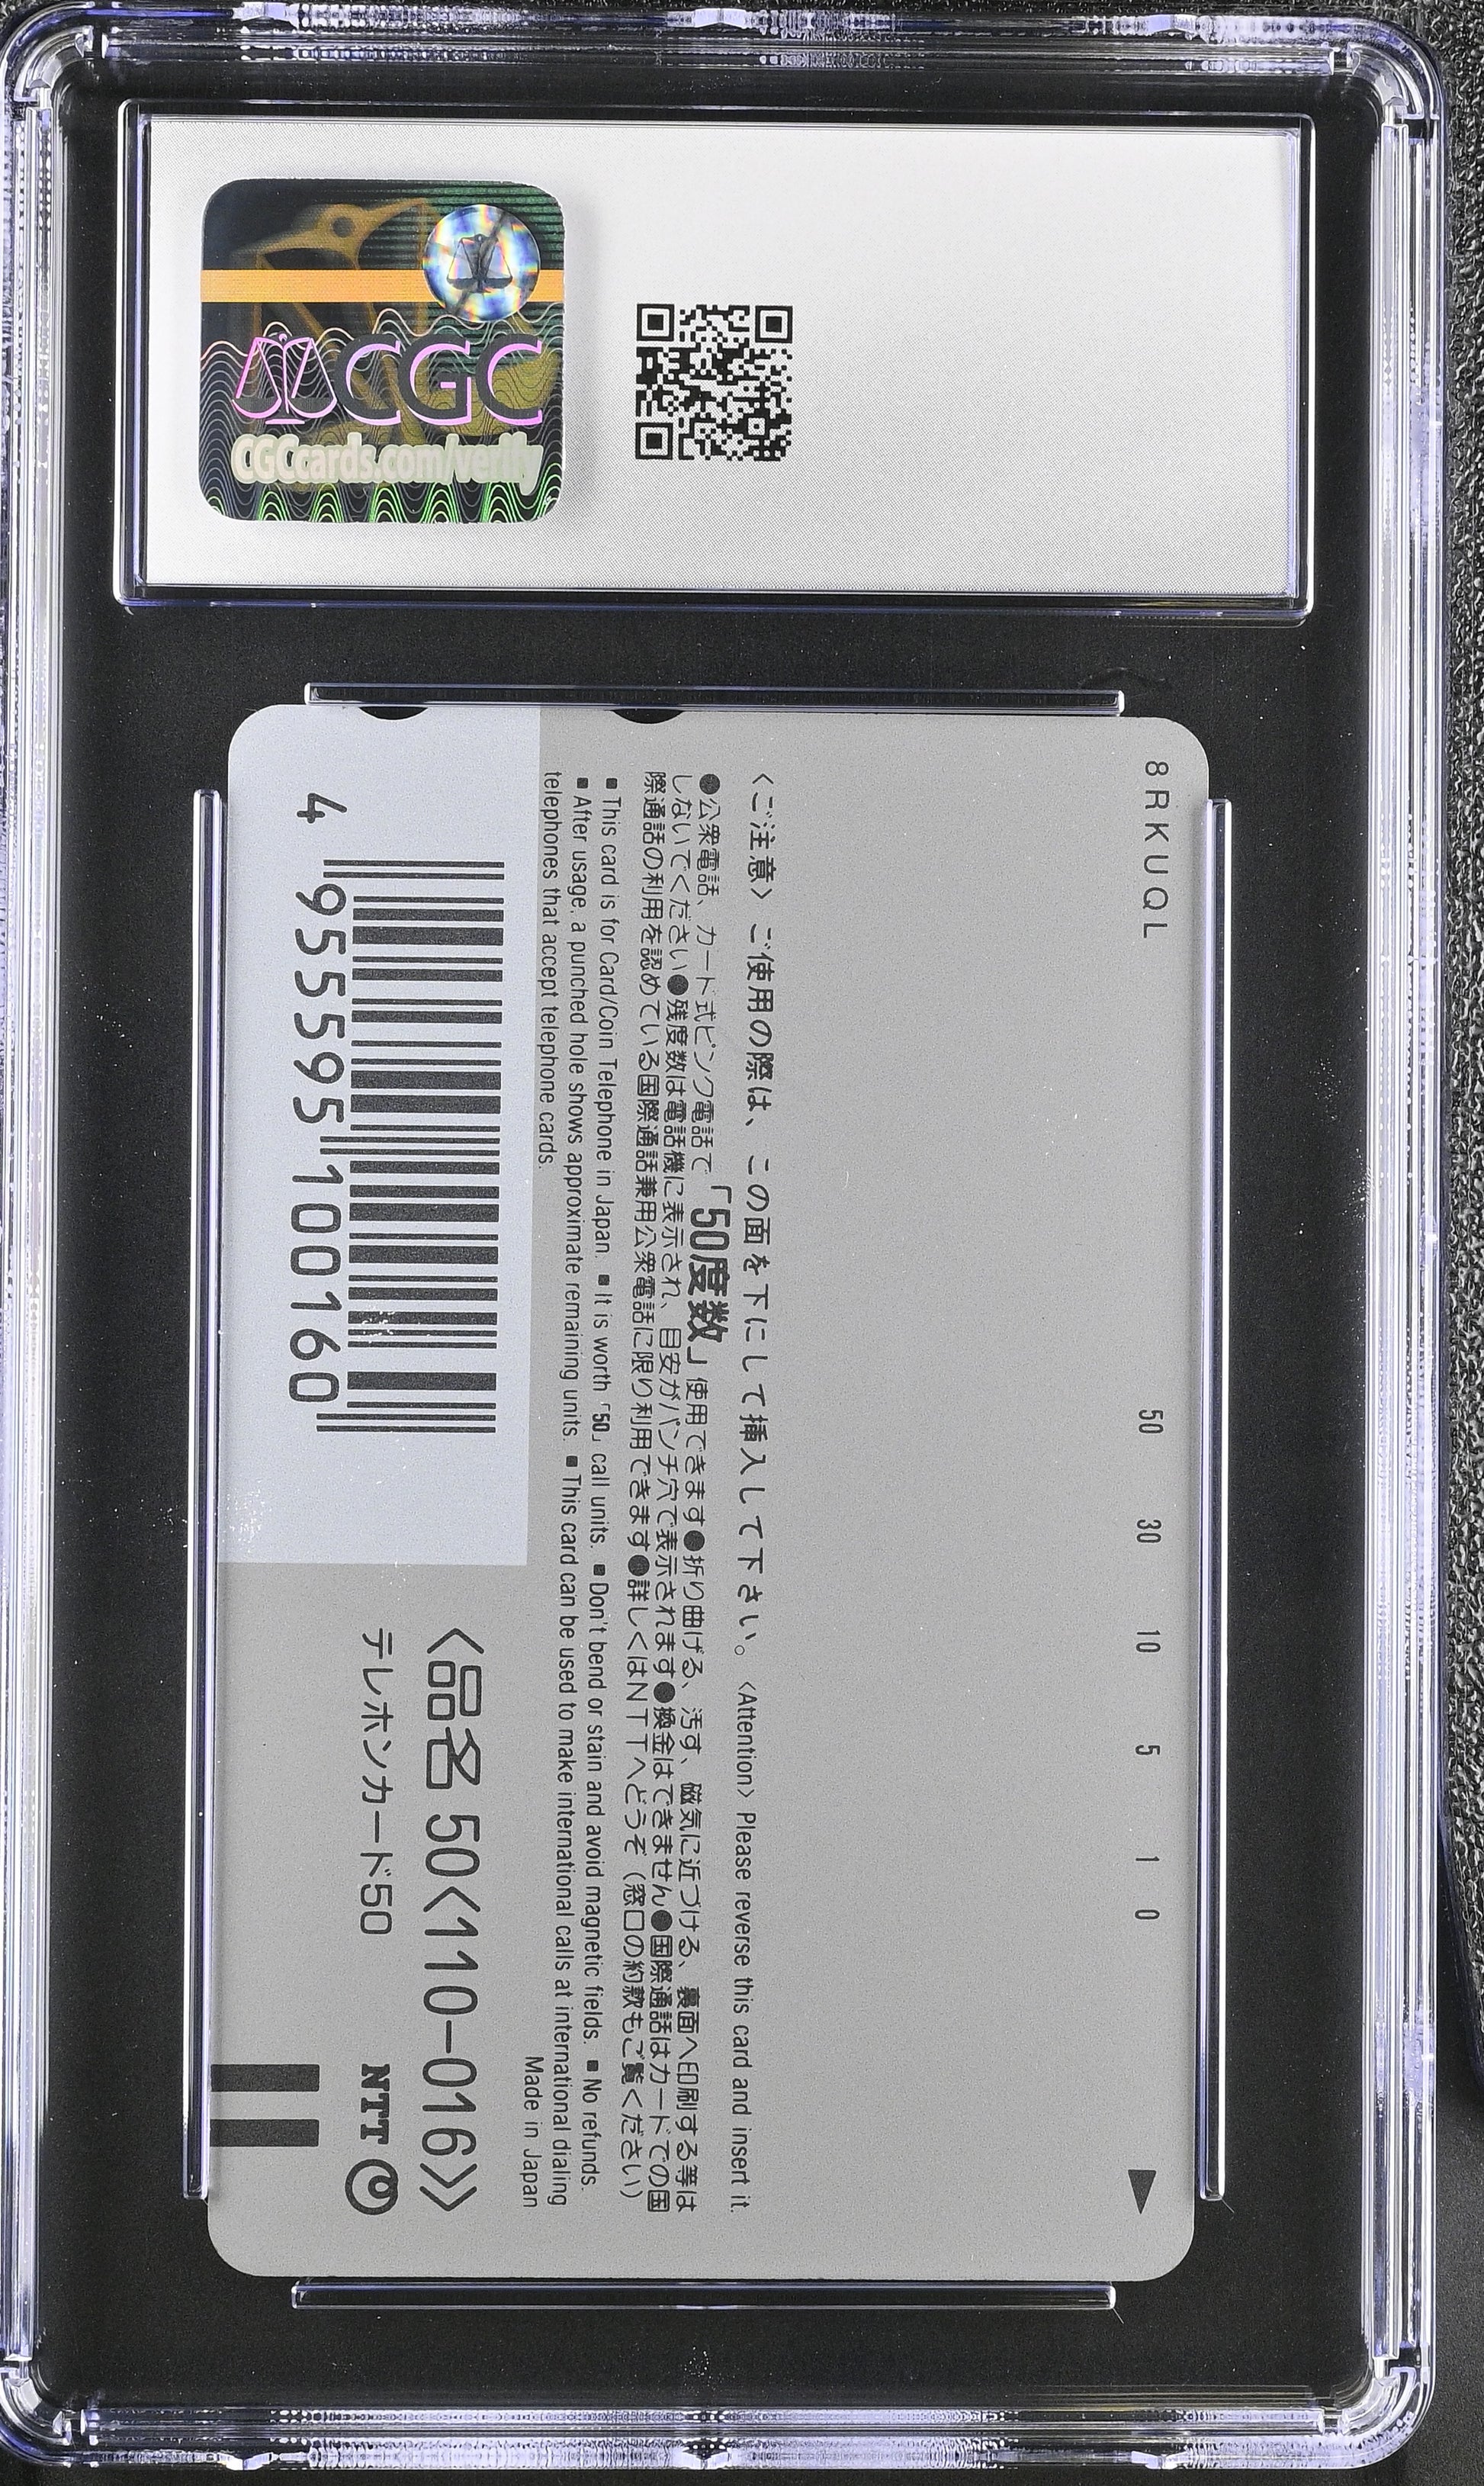 CGC
CGCcards.com/verify
8RKUQL
50 30 10 5 1 0
〈ご注意〉 ご使用の際は、この面を下にして挿入して下さい。〈Attention〉 Please reverse this card and insert it.
●公衆電話、カード式ピンク電話で「50度数」使用できます●折り曲げる、汚す、磁気に近づける、裏面へ印刷する等は
しないでください●残度数は電話機に表示され、目安がパンチ穴で表示されます●換金はできません●国際通話はカードでの国
際通話の利用を認めている国際通話兼用公衆電話に限り利用できます●詳しくはNTTへどうぞ（窓口の約款もご覧ください）
■ This card is for Card/Coin Telephone in Japan. ■ It is worth「50」call units. ■ Don't bend or stain and avoid magnetic fields. ■ No refunds.
■ After usage, a punched hole shows approximate remaining units. ■ This card can be used to make international calls at international dialing
telephones that accept telephone cards.
Made in Japan
4 955595 100160
〈品名 50〈110-016〉〉
テレホンカード50
NTT